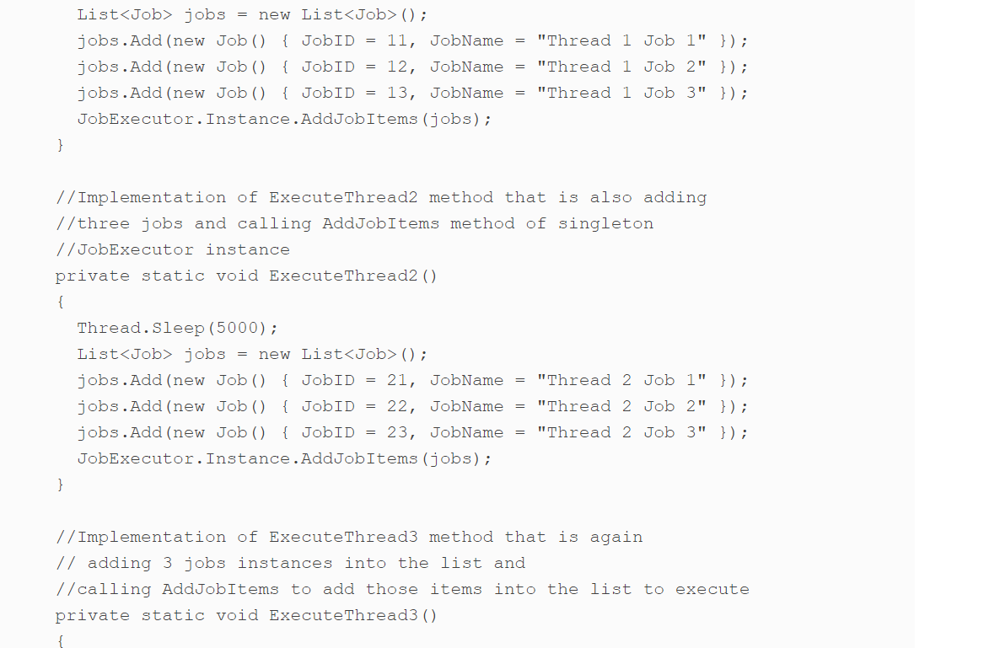 List<Job> jobs = new List<Job>();
jobs.Add(new Job() { JobID = 11, JobName = "Thread 1 Job 1" });
jobs.Add(new Job() { JobID = 12, JobName = "Thread 1 Job 2" });
jobs.Add(new Job() { JobID = 13, JobName = "Thread 1 Job 3" });
JobExecutor.Instance.AddJobItems(jobs);
}
//Implementation of ExecuteThread2 method that is also adding
//three jobs and calling AddJobItems method of singleton
//JobExecutor instance
private static void ExecuteThread2()
{
Thread.Sleep(5000);
List<Job> jobs = new List<Job>();
jobs.Add(new Job() { JobID = 21, JobName = "Thread 2 Job 1" });
jobs.Add(new Job() { JobID = 22, JobName = "Thread 2 Job 2" });
jobs.Add(new Job() { JobID = 23, JobName = "Thread 2 Job 3" });
JobExecutor.Instance.AddJobItems(jobs);
}
//Implementation of ExecuteThread3 method that is again
// adding 3 jobs instances into the list and
//calling AddJobItems to add those items into the list to execute
private static void ExecuteThread3()
{